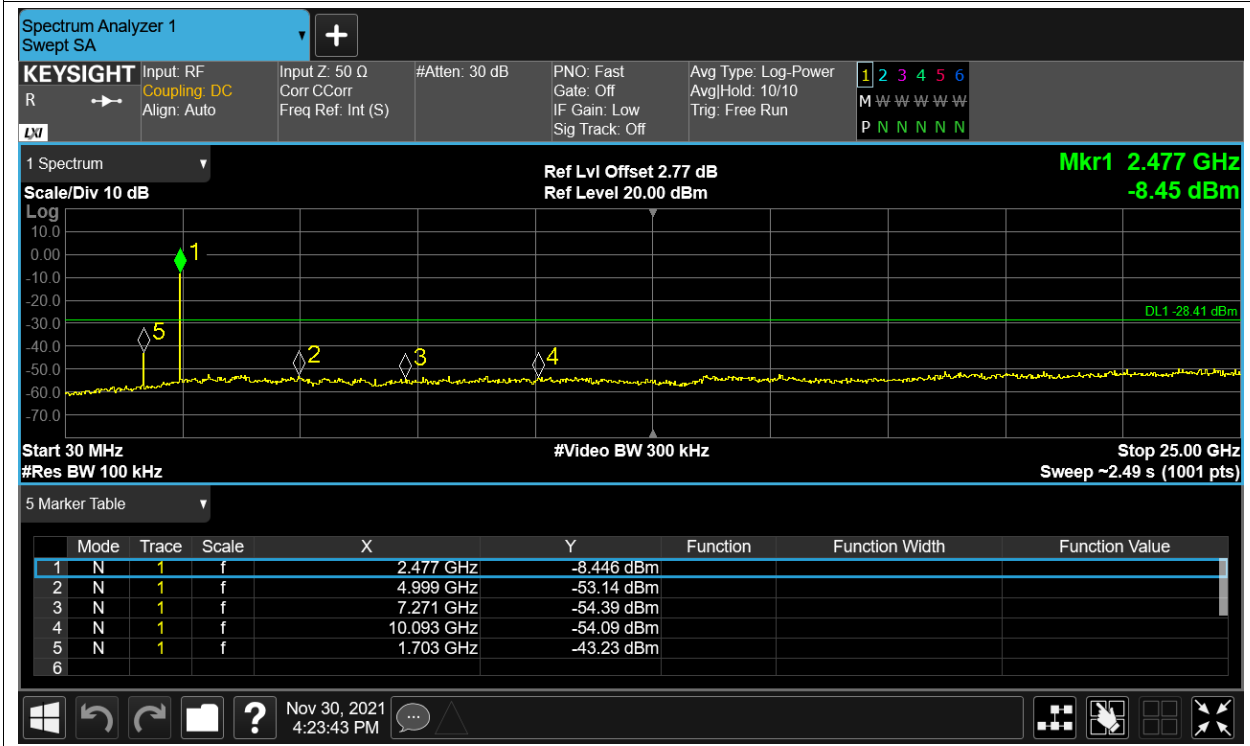 Spectrum Analyzer 1
Swept SA
+
KEYSIGHT Input: RF Input Z: 50 Ω #Atten: 30 dB PNO: Fast Avg Type: Log-Power 1 2 3 4 5 6
R Coupling: DC Corr CCorr Gate: Off Avg|Hold: 10/10 M W W W W W
Align: Auto Freq Ref: Int (S) IF Gain: Low Trig: Free Run
LXI Sig Track: Off P N N N N N
1 Spectrum Ref Lvl Offset 2.77 dB Mkr1 2.477 GHz
Scale/Div 10 dB Ref Level 20.00 dBm -8.45 dBm
Log
10.0
0.00 1
-10.0
-20.0
DL1 -28.41 dBm
-30.0 5
-40.0 2 3 4
-50.0
-60.0
-70.0
Start 30 MHz #Video BW 300 kHz Stop 25.00 GHz
#Res BW 100 kHz Sweep ~2.49 s (1001 pts)
5 Marker Table
Mode Trace Scale X Y Function Function Width Function Value
1 N 1 f 2.477 GHz -8.446 dBm
2 N 1 f 4.999 GHz -53.14 dBm
3 N 1 f 7.271 GHz -54.39 dBm
4 N 1 f 10.093 GHz -54.09 dBm
5 N 1 f 1.703 GHz -43.23 dBm
6
? Nov 30, 2021
4:23:43 PM